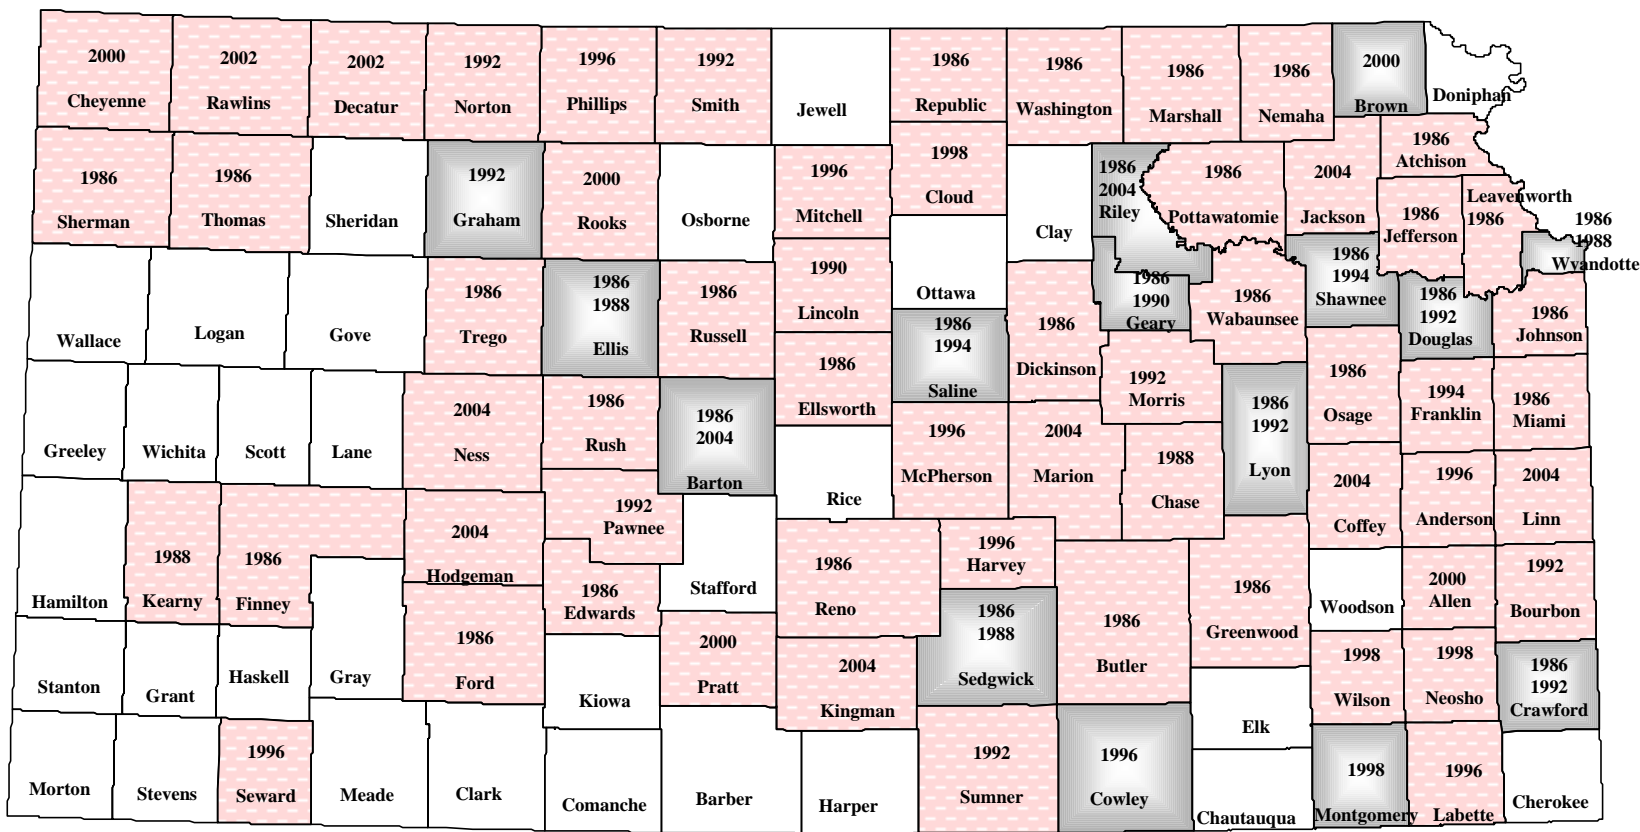 2000
Cheyenne
2002
Rawlins
2002
Decatur
1992
Norton
1996
Phillips
1992
Smith
Jewell
1986
Republic
1986
Washington
1986
Marshall
1986
Nemaha
2000
Brown
Doniphan
1986
Sherman
1986
Thomas
Sheridan
1992
Graham
2000
Rooks
Osborne
1996
Mitchell
1998
Cloud
Clay
1986
2004
Riley
1986
Pottawatomie
2004
Jackson
1986
Atchison
1986
Jefferson
Leavenworth
1986
1986
1988
Wyandotte
Wallace
Logan
Gove
1986
Trego
1986
1988
Ellis
1986
Russell
1990
Lincoln
Ottawa
1986
1994
Saline
1986
Dickinson
1986
1990
Geary
1986
Wabaunsee
1986
1994
Shawnee
1986
1992
Douglas
1986
Johnson
Greeley
Wichita
Scott
Lane
2004
Ness
1986
Rush
1986
2004
Barton
1986
Ellsworth
Rice
1996
McPherson
2004
Marion
1992
Morris
1988
Chase
1986
1992
Lyon
1986
Osage
1994
Franklin
1986
Miami
2004
Coffey
1996
Anderson
2004
Linn
Hamilton
1988
Kearny
1986
Finney
2004
Hodgeman
1992
Pawnee
1986
Edwards
Stafford
1986
Reno
1996
Harvey
1986
1988
Sedgwick
1986
Butler
1986
Greenwood
Woodson
2000
Allen
1992
Bourbon
Stanton
Grant
Haskell
Gray
1986
Ford
Kiowa
2000
Pratt
2004
Kingman
Elk
1998
Wilson
1998
Neosho
1986
1992
Crawford
Morton
Stevens
1996
Seward
Meade
Clark
Comanche
Barber
Harper
1992
Sumner
1996
Cowley
Chautauqua
1998
Montgomery
1996
Labette
Cherokee